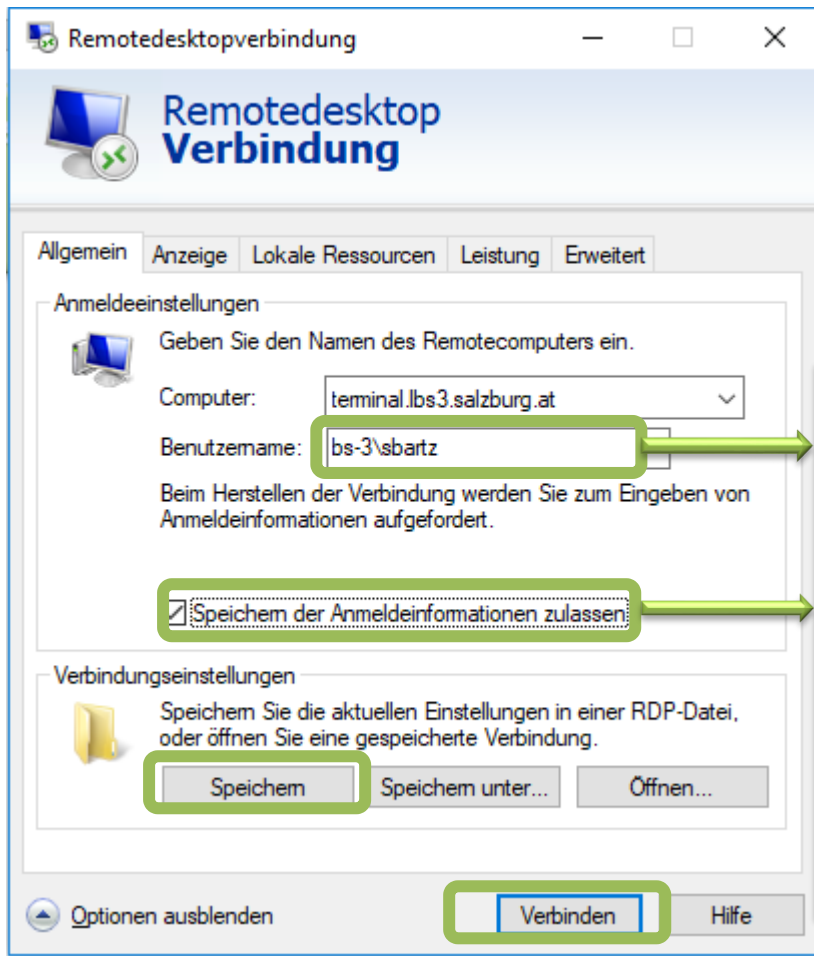 Remotedesktopverbindung
Remotedesktop
Verbindung
Allgemein Anzeige Lokale Ressourcen Leistung Erweitert
Anmeldeeinstellungen
Geben Sie den Namen des Remotecomputers ein.
Computer: terminal.lbs3.salzburg.at
Benutzername: bs-3\sbartz
Beim Herstellen der Verbindung werden Sie zum Eingeben von
Anmeldeinformationen aufgefordert.
Speichern der Anmeldeinformationen zulassen
Verbindungseinstellungen
Speichern Sie die aktuellen Einstellungen in einer RDP-Datei,
oder öffnen Sie eine gespeicherte Verbindung.
Speichern Speichern unter... Öffnen...
Optionen ausblenden Verbinden Hilfe